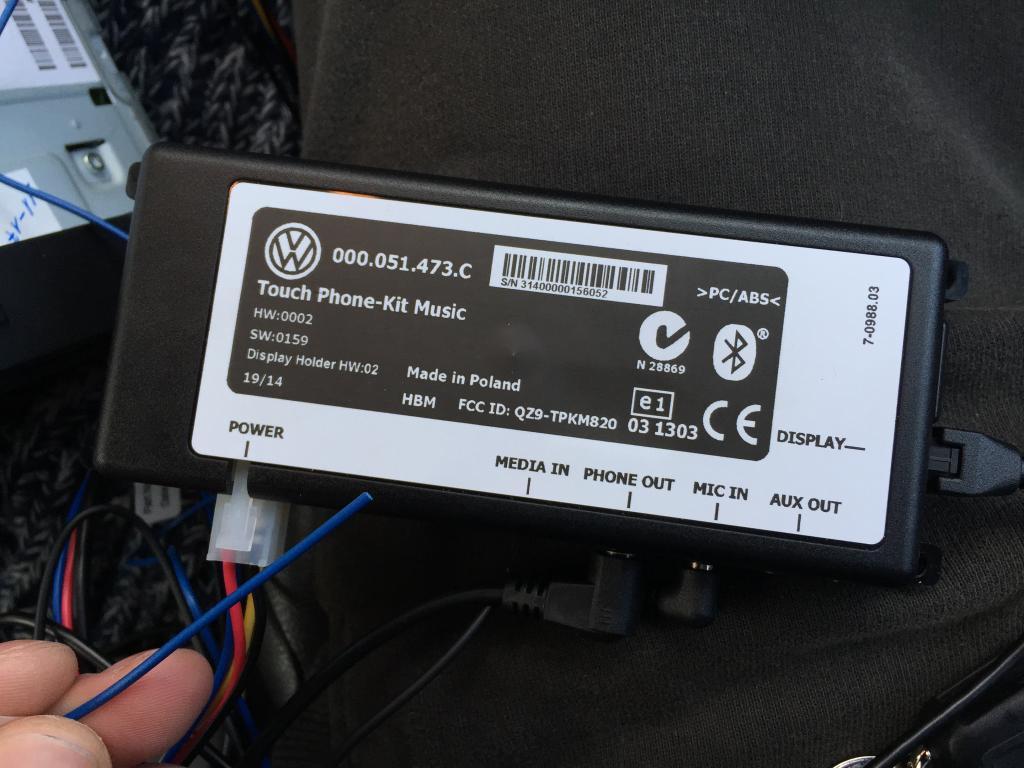 000.051.473.C
S/N 31400000156052
>PC/ABS<
7-0988.03
Touch Phone-Kit Music
HW:0002
SW:0159
Display Holder HW:02
19/14
N 28869
®
Made in Poland
HBM FCC ID: QZ9-TPKM820
e1
03 1303
CE
POWER
MEDIA IN
PHONE OUT
MIC IN
AUX OUT
DISPLAY